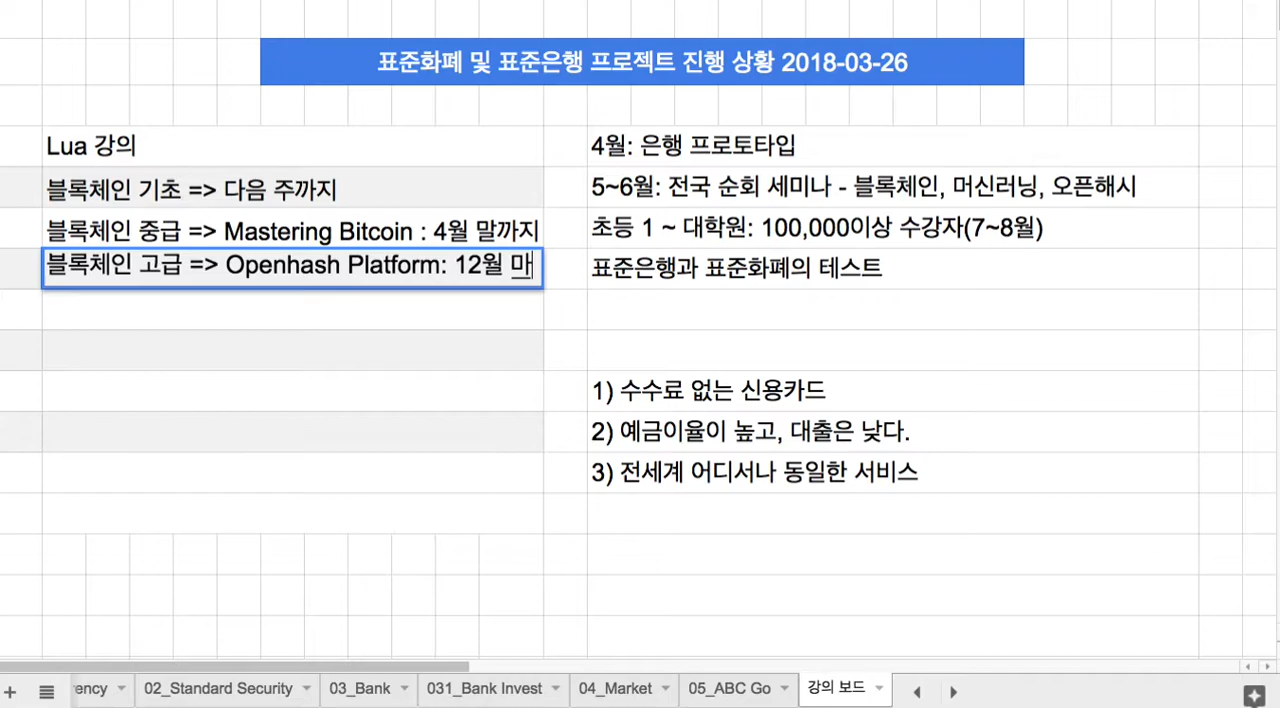 표준화폐 및 표준은행 프로젝트 진행 상황 2018-03-26
Lua 강의
블록체인 기초 => 다음 주까지
블록체인 중급 => Mastering Bitcoin : 4월 말까지
블록체인 고급 => Openhash Platform: 12월 마
4월: 은행 프로토타입
5~6월: 전국 순회 세미나 - 블록체인, 머신러닝, 오픈해시
초등 1 ~ 대학원: 100,000이상 수강자(7~8월)
표준은행과 표준화폐의 테스트
1) 수수료 없는 신용카드
2) 예금이율이 높고, 대출은 낮다.
3) 전세계 어디서나 동일한 서비스
ency 02_Standard Security 03_Bank 031_Bank Invest 04_Market 05_ABC Go 강의 보드